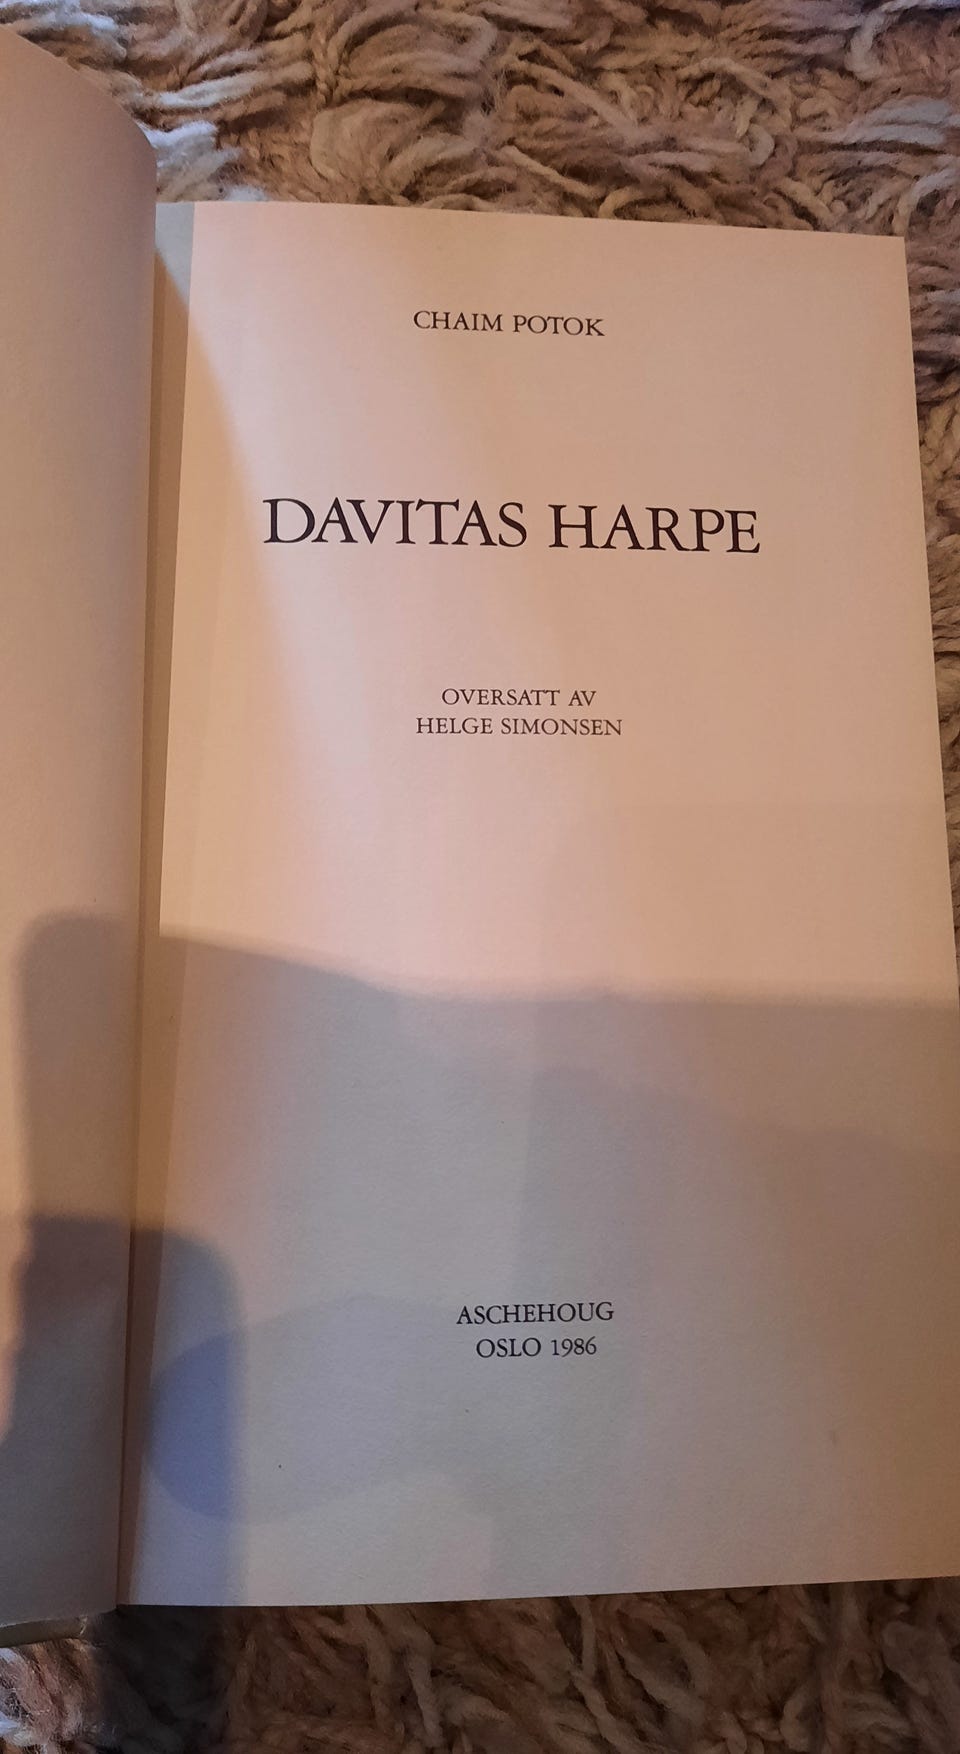 CHAIM POTOK
DAVITAS HARPE
OVERSATT AV
HELGE SIMONSEN
ASCHEHOUG
OSLO 1986